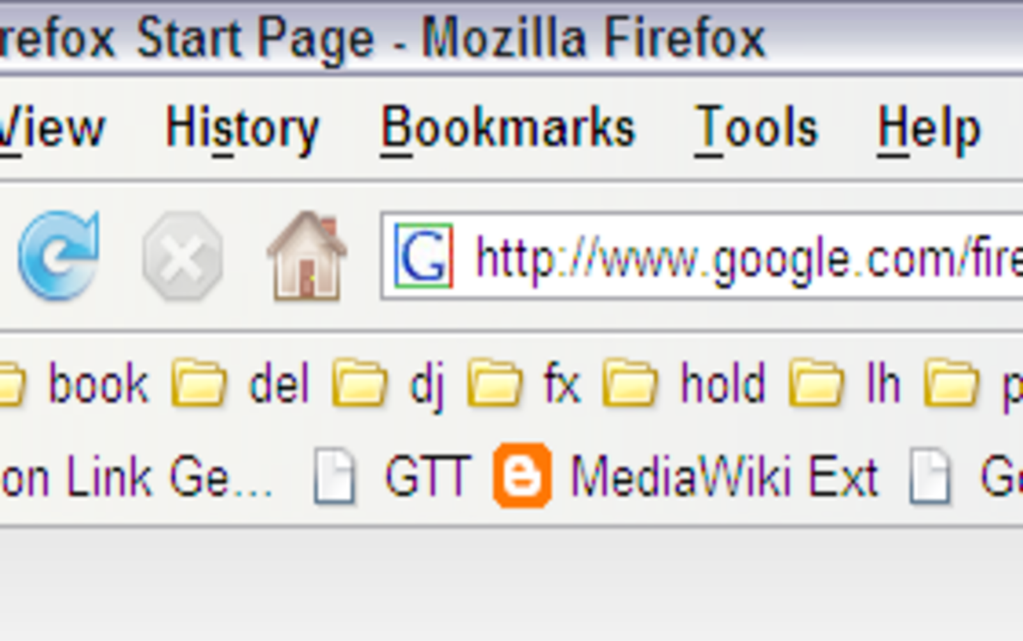 refox Start Page - Mozilla Firefox
View History Bookmarks Tools Help
G http://www.google.com/fire
book del dj fx hold lh p
on Link Ge... GTT MediaWiki Ext Go